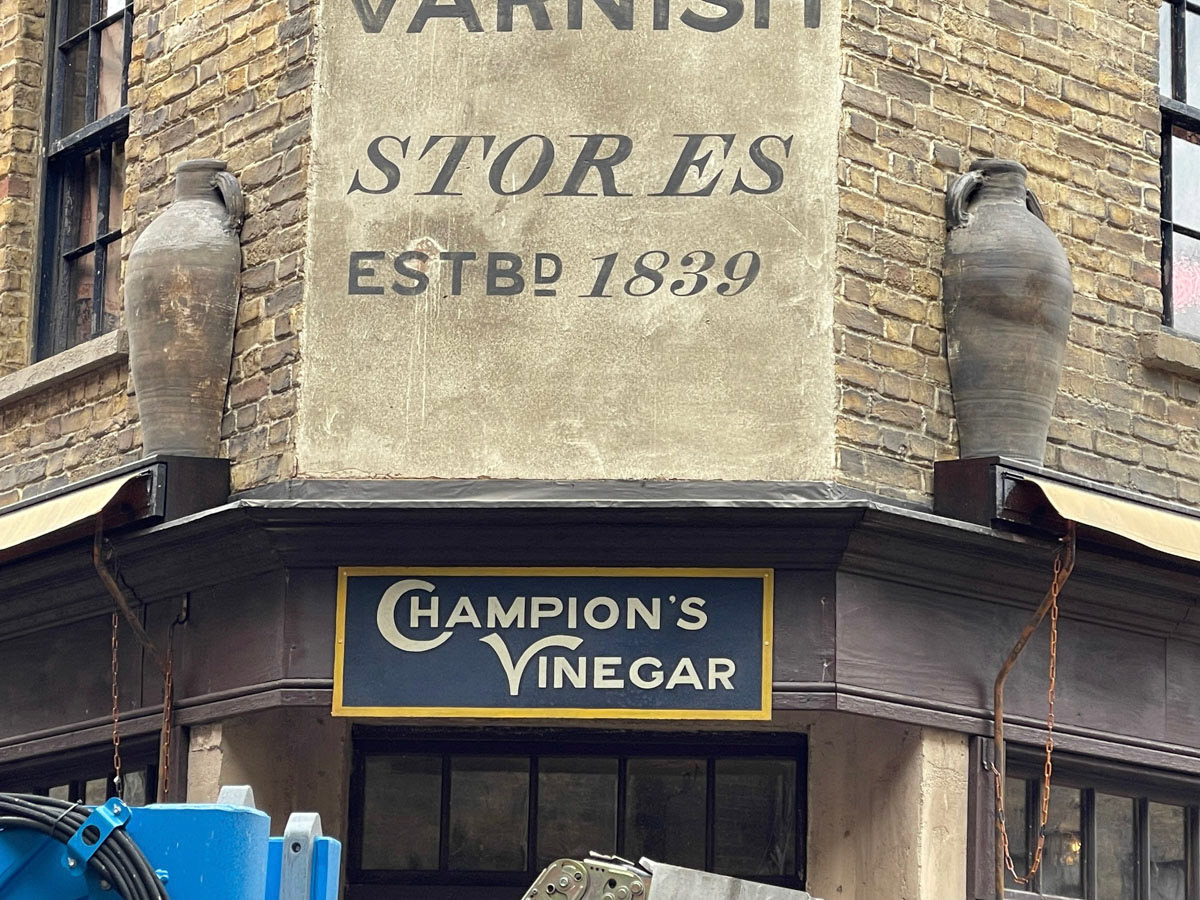 VARNISH
STORES
ESTBD 1839
CHAMPION'S
VINEGAR